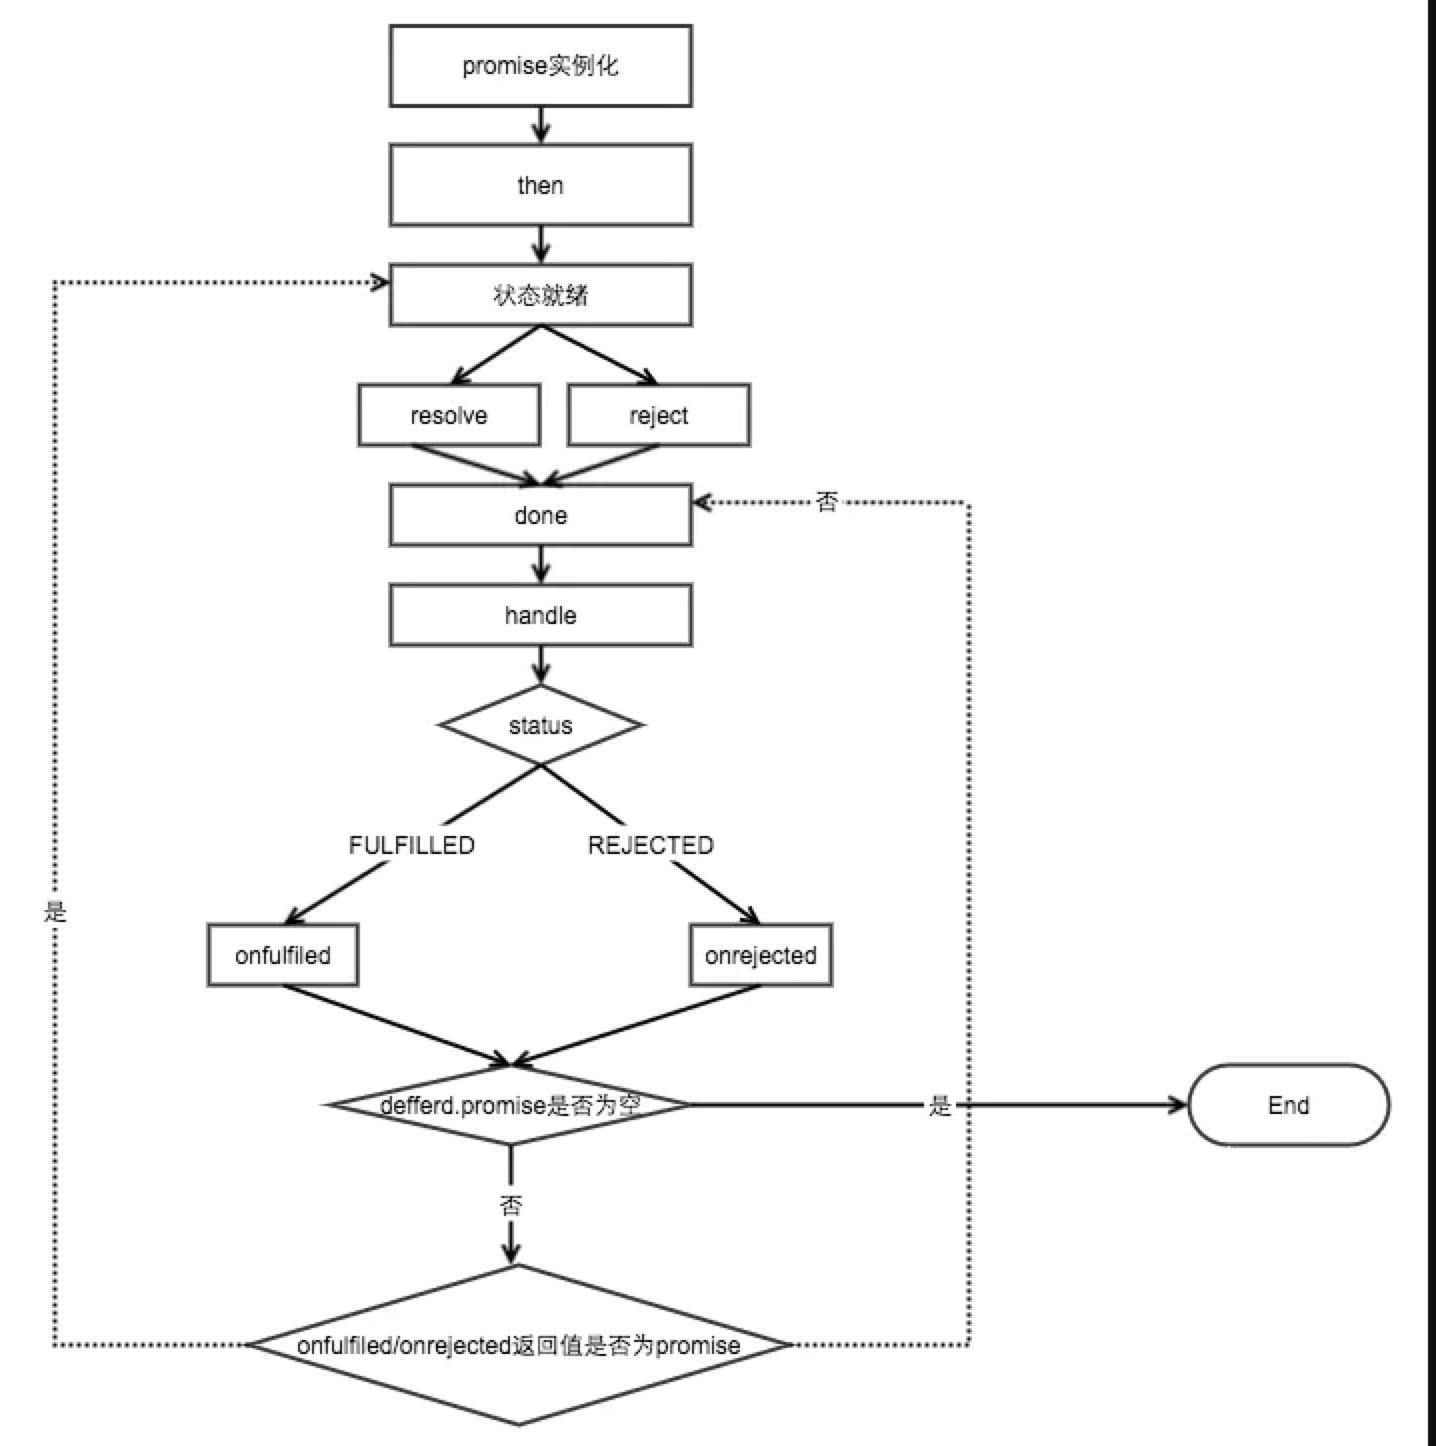 promise实例化
then
状态就绪
resolve
reject
done
否
handle
status
FULFILLED
REJECTED
是
onfulfiled
onrejected
defferd.promise是否为空
是
End
否
onfulfiled/onrejected返回值是否为promise